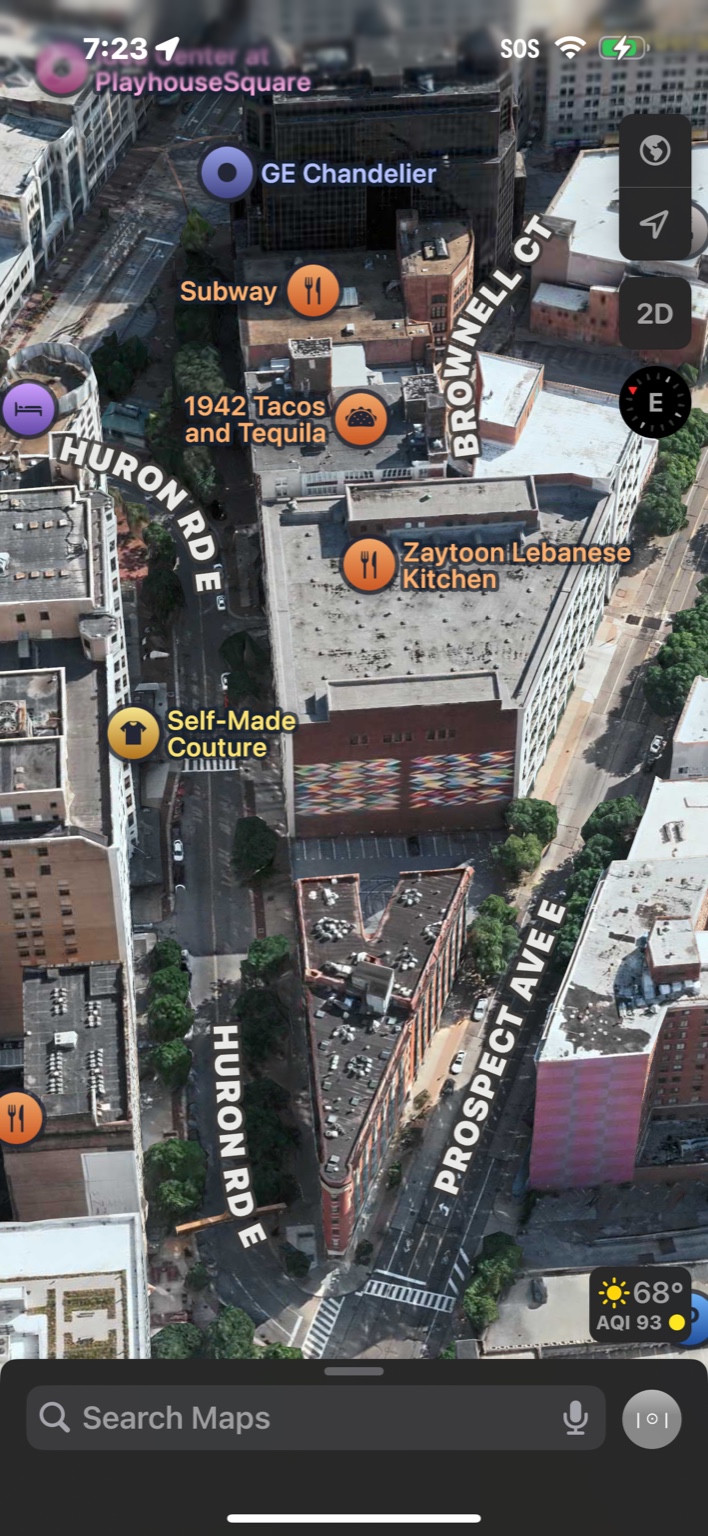 7:23
SOS
Center at
PlayhouseSquare
GE Chandelier
Subway
BROWNELL CT
2D
E
1942 Tacos
and Tequila
HURON RD E
Zaytoon Lebanese
Kitchen
Self-Made
Couture
PROSPECT AVE E
HURON RD E
68°
AQI 93
Search Maps